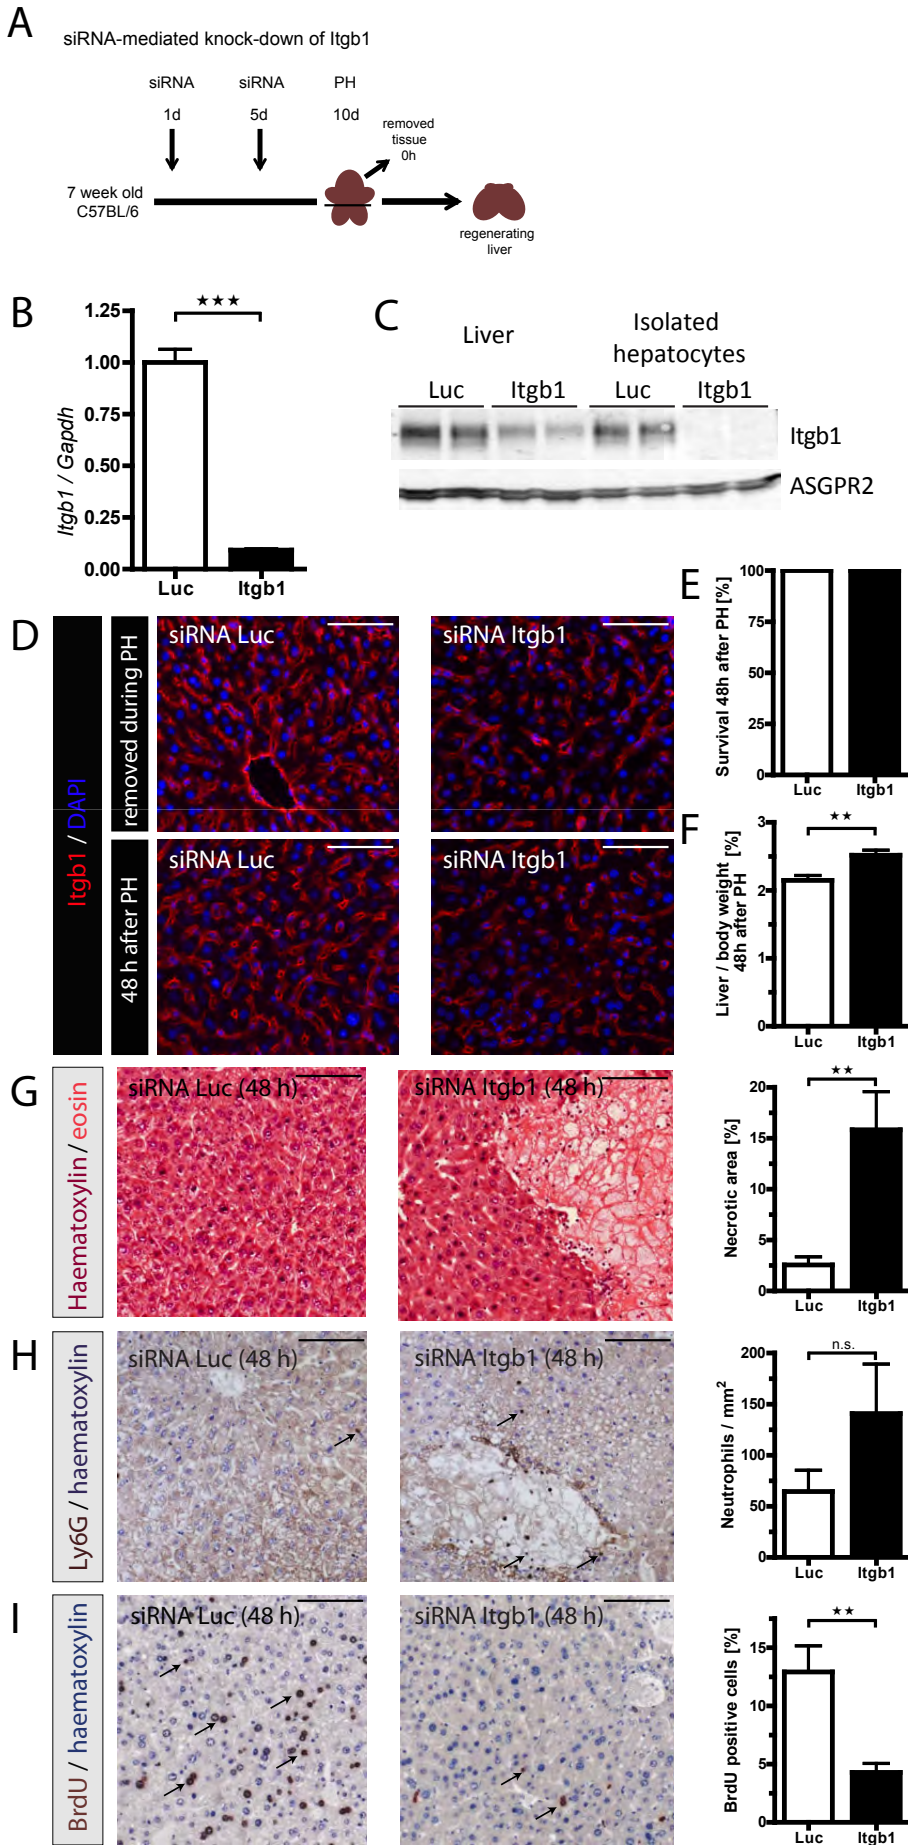 A
siRNA-mediated knock-down of Itgb1
siRNA siRNA PH
1d 5d 10d
removed
tissue
0h
7 week old
C57BL/6
regenerating
liver
B
★★★
Itgb1 / Gapdh
1.25
1.00
0.75
0.50
0.25
0.00
Luc Itgb1
C
Liver
Isolated
hepatocytes
Luc Itgb1 Luc Itgb1
Itgb1
ASGPR2
D
Itgb1 / DAPI
removed during PH
siRNA Luc
siRNA Itgb1
48 h after PH
siRNA Luc
siRNA Itgb1
E
Survival 48h after PH [%]
100
75
50
25
0
Luc Itgb1
F
★★
Liver / body weight [%]
48h after PH
3
2
1
0
Luc Itgb1
G
Haematoxylin / eosin
siRNA Luc (48 h)
siRNA Itgb1 (48 h)
★★
Necrotic area [%]
20
15
10
5
0
Luc Itgb1
H
Ly6G / haematoxylin
siRNA Luc (48 h)
siRNA Itgb1 (48 h)
n.s.
Neutrophils / mm²
200
150
100
50
0
Luc Itgb1
I
BrdU / haematoxylin
siRNA Luc (48 h)
siRNA Itgb1 (48 h)
★★
BrdU positive cells [%]
15
10
5
0
Luc Itgb1